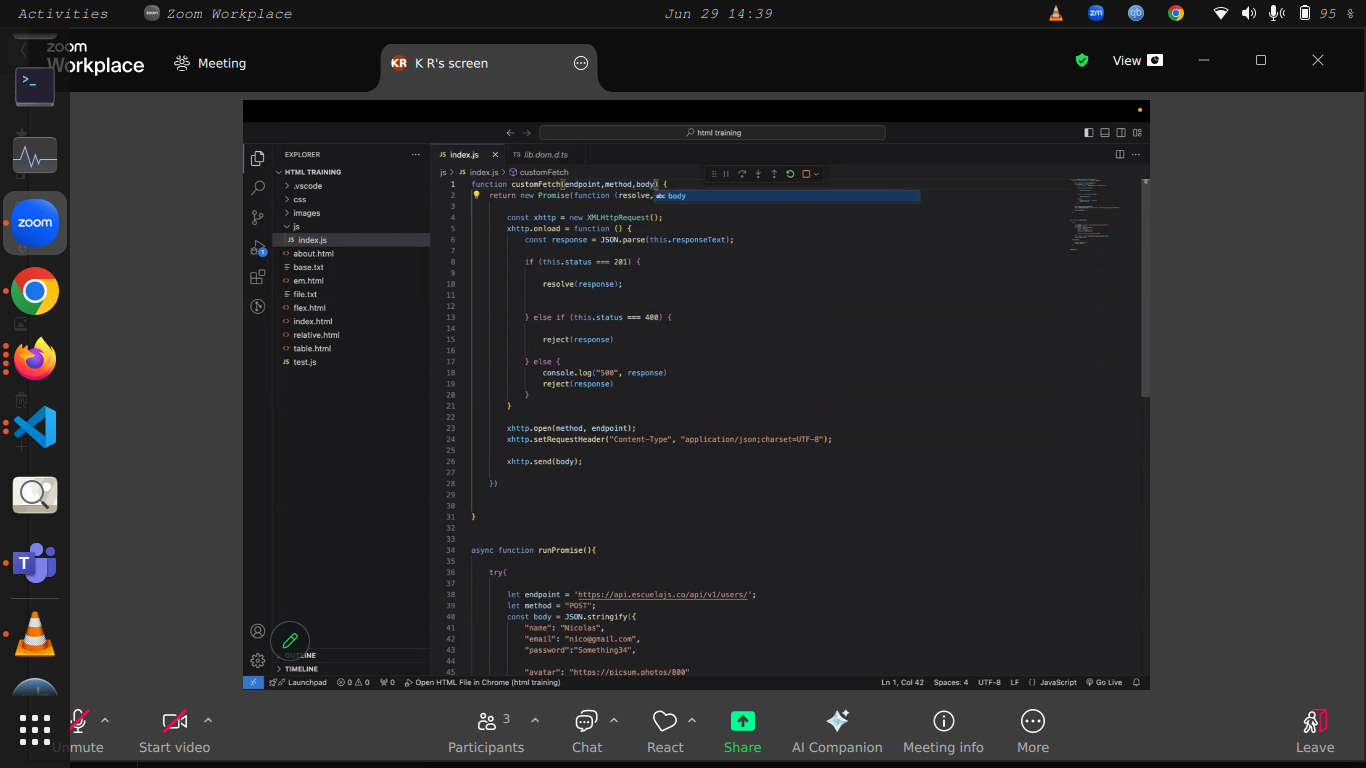 Activities
Zoom Workplace
Jun 29 14:39
95 %
zoom
Workplace
Meeting
KR K R's screen
View
html training
EXPLORER
HTML TRAINING
.vscode
css
images
js
JS index.js
about.html
base.txt
em.html
file.txt
flex.html
index.html
relative.html
table.html
JS test.js
OUTLINE
TIMELINE
JS index.js
TS lib.dom.d.ts
js > JS index.js > customFetch
1 function customFetch(endpoint,method,body) {
2 return new Promise(function (resolve,
abc body
3
4 const xhttp = new XMLHttpRequest();
5 xhttp.onload = function () {
6 const response = JSON.parse(this.responseText);
7
8 if (this.status === 201) {
9
10 resolve(response);
11
12
13 } else if (this.status === 400) {
14
15 reject(response)
16
17 } else {
18 console.log("500", response)
19 reject(response)
20 }
21 }
22
23 xhttp.open(method, endpoint);
24 xhttp.setRequestHeader("Content-Type", "application/json;charset=UTF-8");
25
26 xhttp.send(body);
27
28 })
29
30
31 }
32
33
34 async function runPromise(){
35
36 try{
37
38 let endpoint = 'https://api.escuelajs.co/api/v1/users/';
39 let method = "POST";
40 const body = JSON.stringify({
41 "name": "Nicolas",
42 "email": "nico@gmail.com",
43 "password":"Something34",
44
45 "avatar": "https://picsum.photos/800"
Launchpad
0 0
0
Open HTML File in Chrome (html training)
Ln 1, Col 42
Spaces: 4
UTF-8
LF
{} JavaScript
Go Live
Unmute
Start video
Participants
3
Chat
React
Share
AI Companion
Meeting info
More
Leave
zoom
T